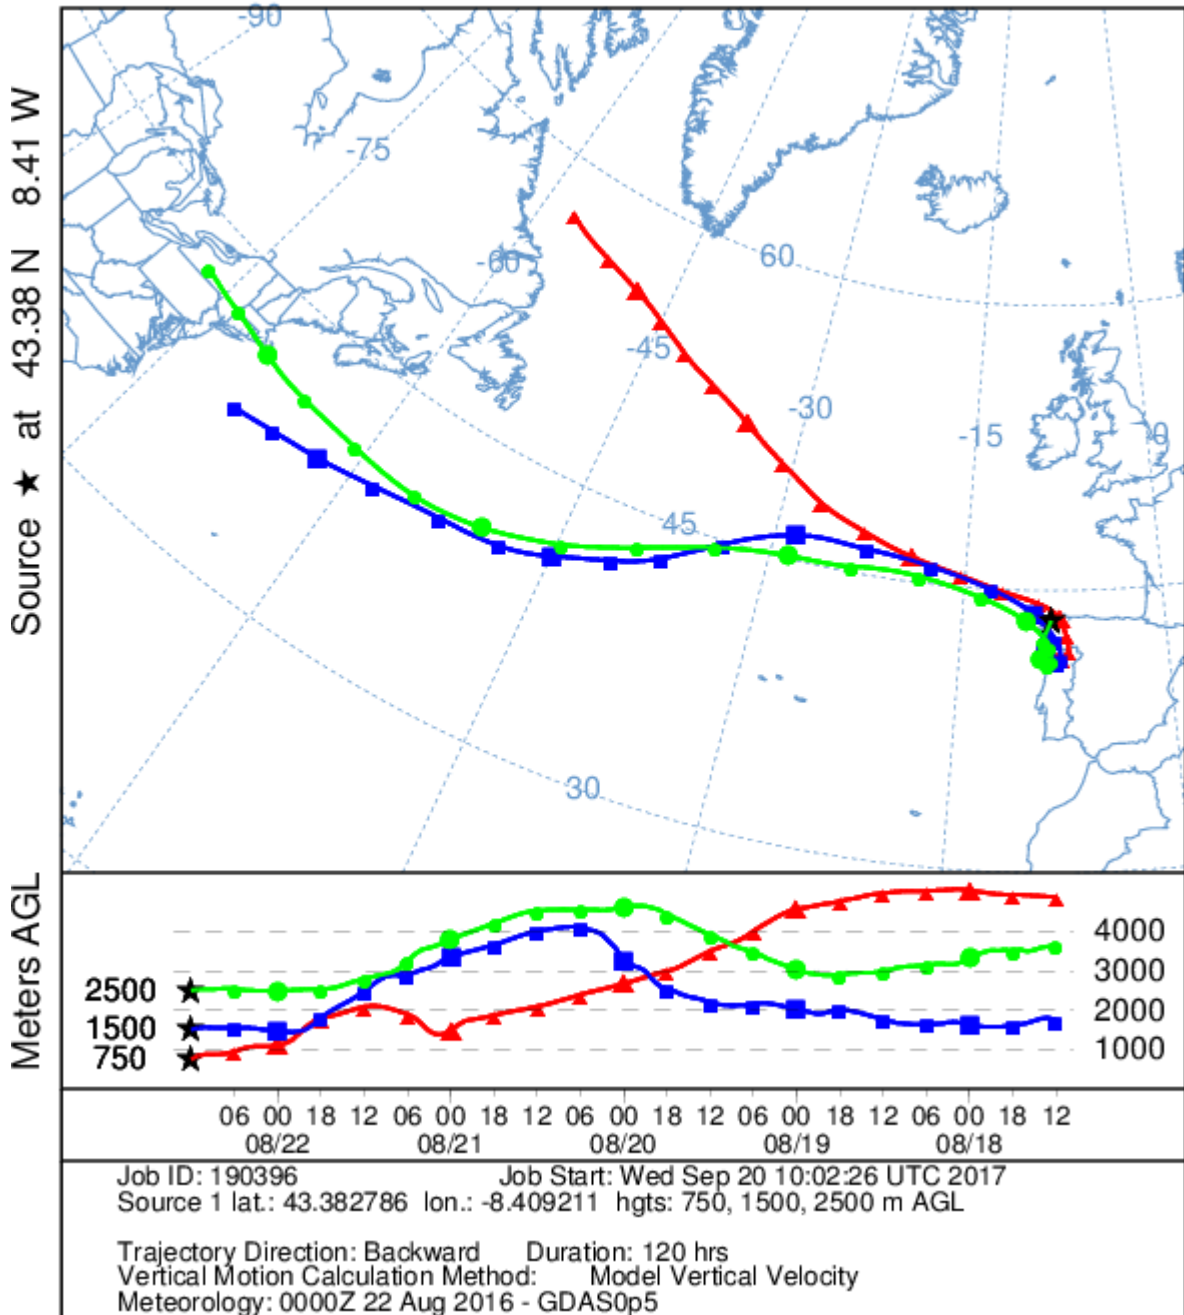 -90
-75
-60
60
-45
-30
-15
0
45
30
Source ★ at 43.38 N 8.41 W
Meters AGL
4000
3000
2500
2000
1500
1000
750
06 00 18 12 06 00 18 12 06 00 18 12 06 00 18 12 06 00 18 12
08/22 08/21 08/20 08/19 08/18
Job ID: 190396 Job Start: Wed Sep 20 10:02:26 UTC 2017
Source 1 lat.: 43.382786 lon.: -8.409211 hgts: 750, 1500, 2500 m AGL
Trajectory Direction: Backward Duration: 120 hrs
Vertical Motion Calculation Method: Model Vertical Velocity
Meteorology: 0000Z 22 Aug 2016 - GDAS0p5